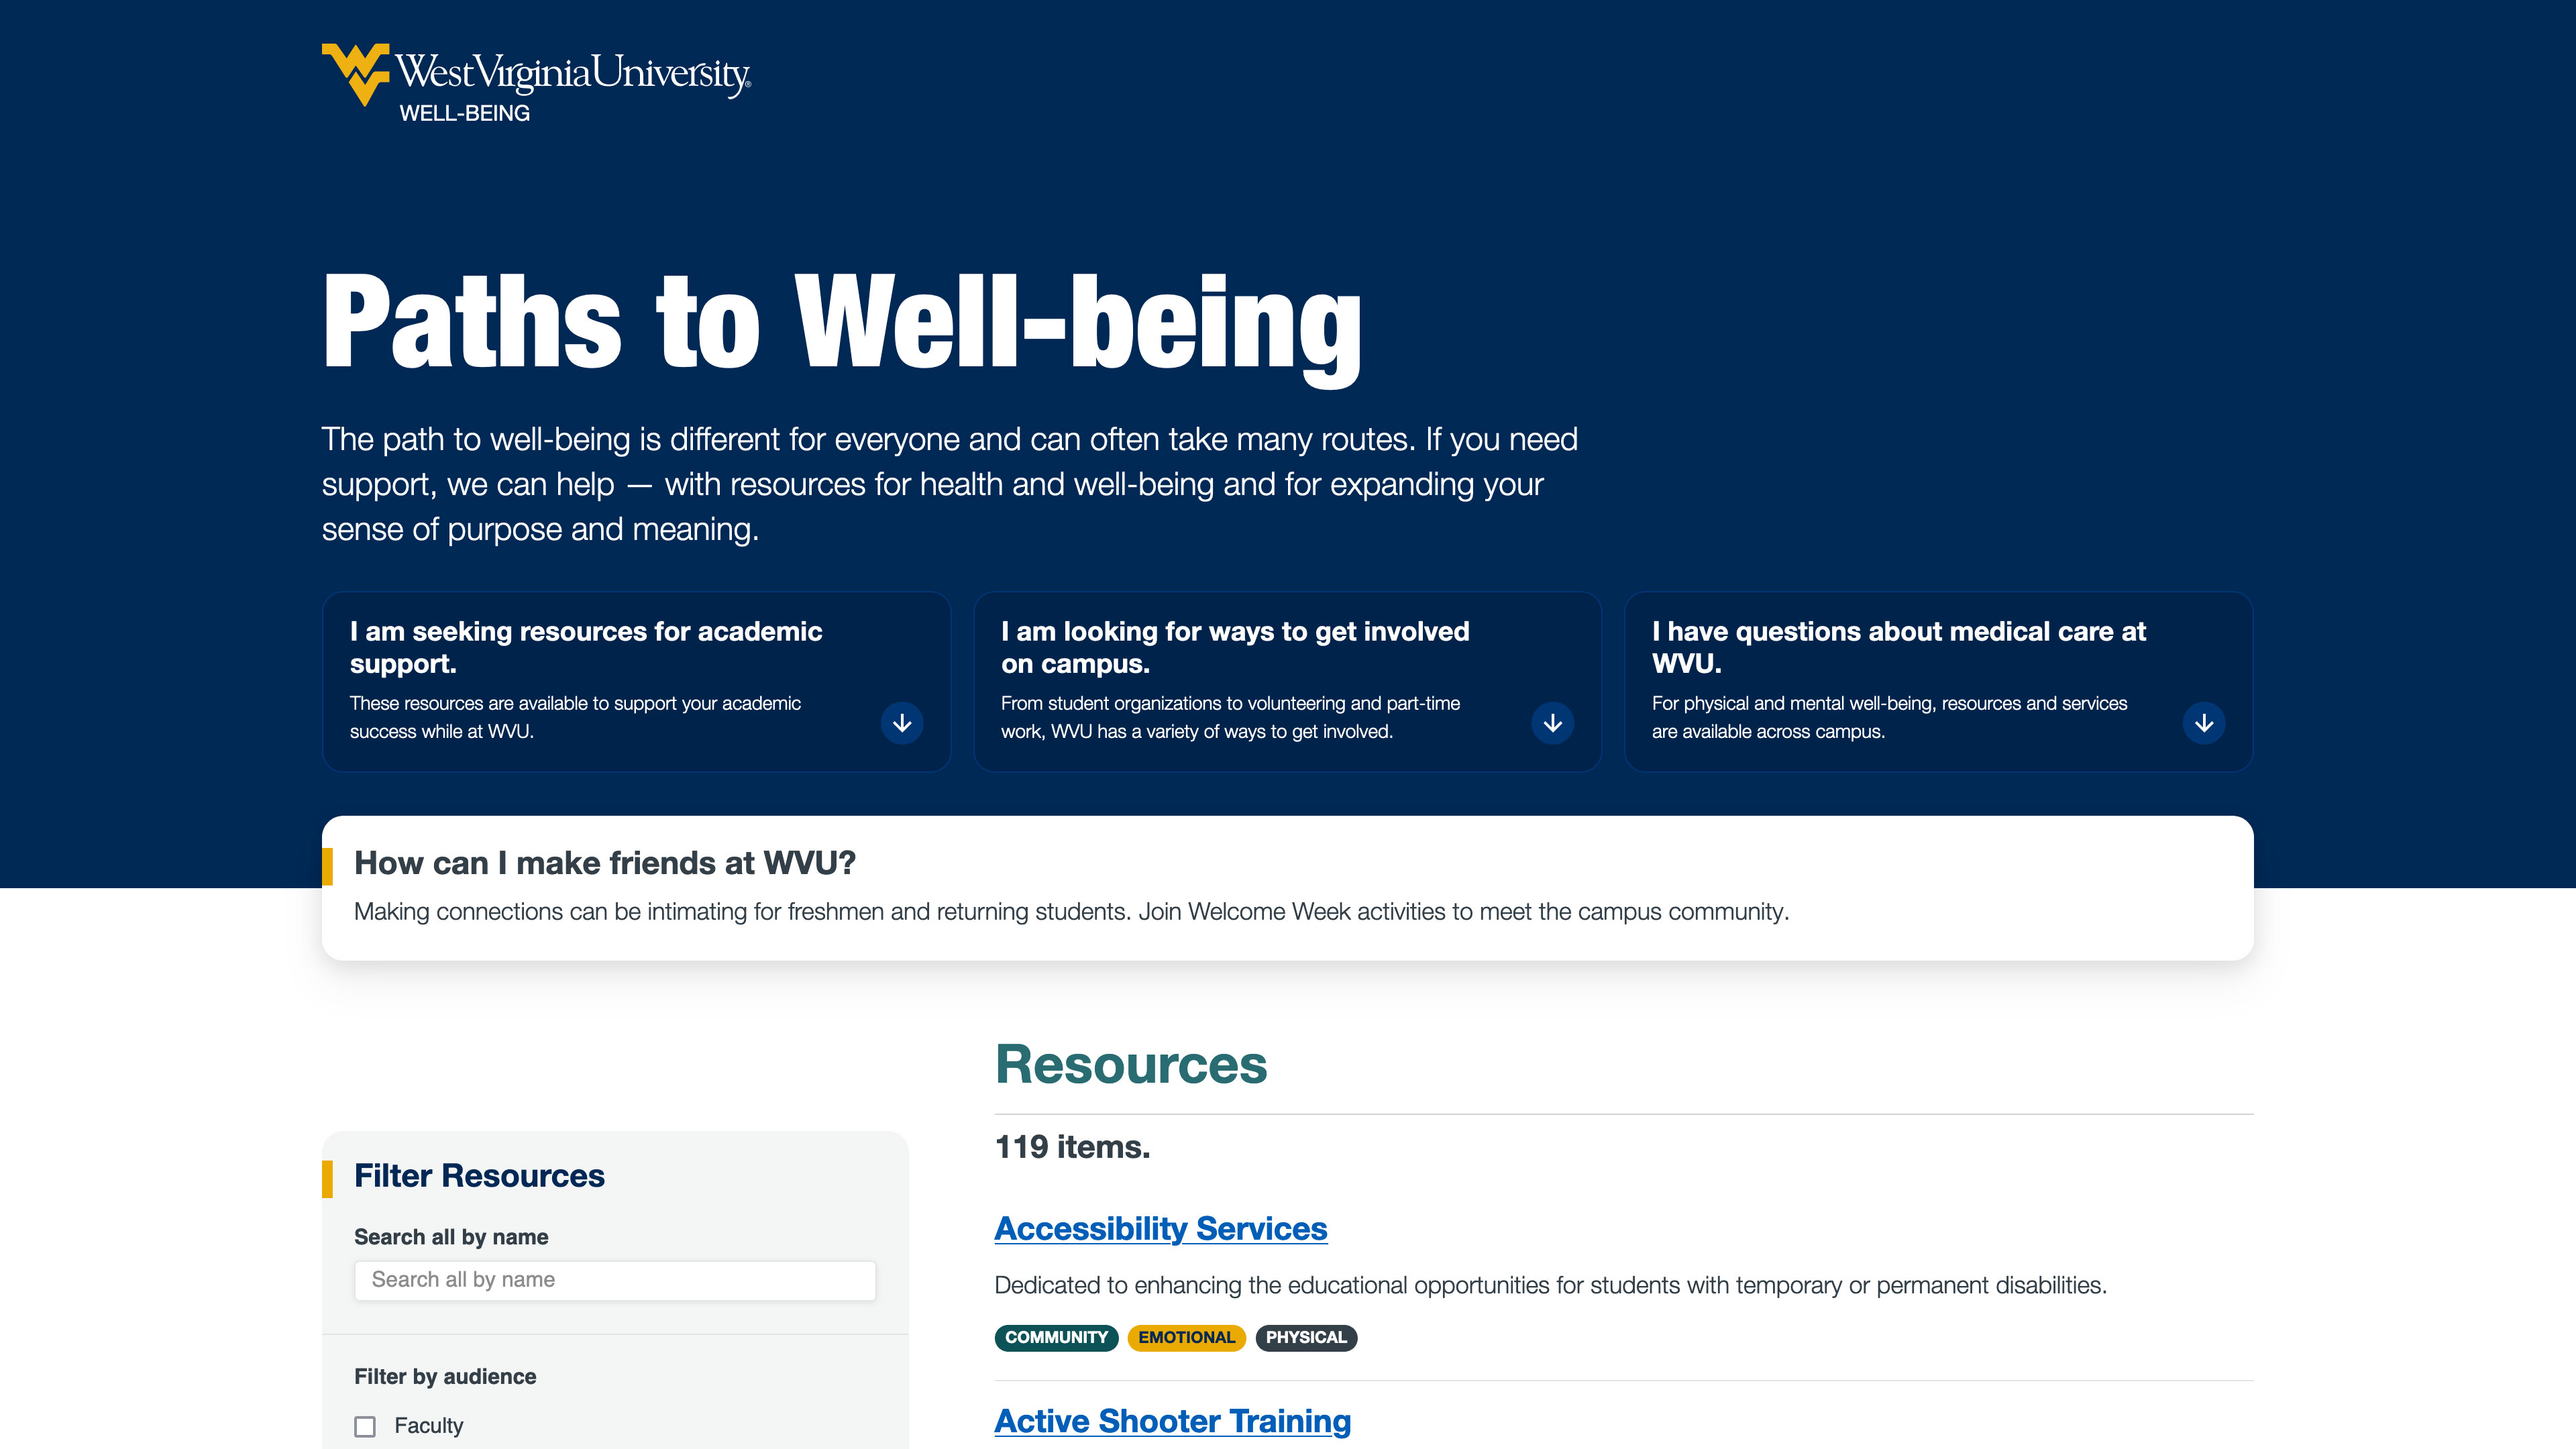 WestVirginiaUniversity®
WELL-BEING
Paths to Well-being
The path to well-being is different for everyone and can often take many routes. If you need
support, we can help — with resources for health and well-being and for expanding your
sense of purpose and meaning.
I am seeking resources for academic
support.
These resources are available to support your academic
success while at WVU.
I am looking for ways to get involved
on campus.
From student organizations to volunteering and part-time
work, WVU has a variety of ways to get involved.
I have questions about medical care at
WVU.
For physical and mental well-being, resources and services
are available across campus.
How can I make friends at WVU?
Making connections can be intimating for freshmen and returning students. Join Welcome Week activities to meet the campus community.
Filter Resources
Search all by name
Search all by name
Filter by audience
Faculty
Resources
119 items.
Accessibility Services
Dedicated to enhancing the educational opportunities for students with temporary or permanent disabilities.
COMMUNITY EMOTIONAL PHYSICAL
Active Shooter Training